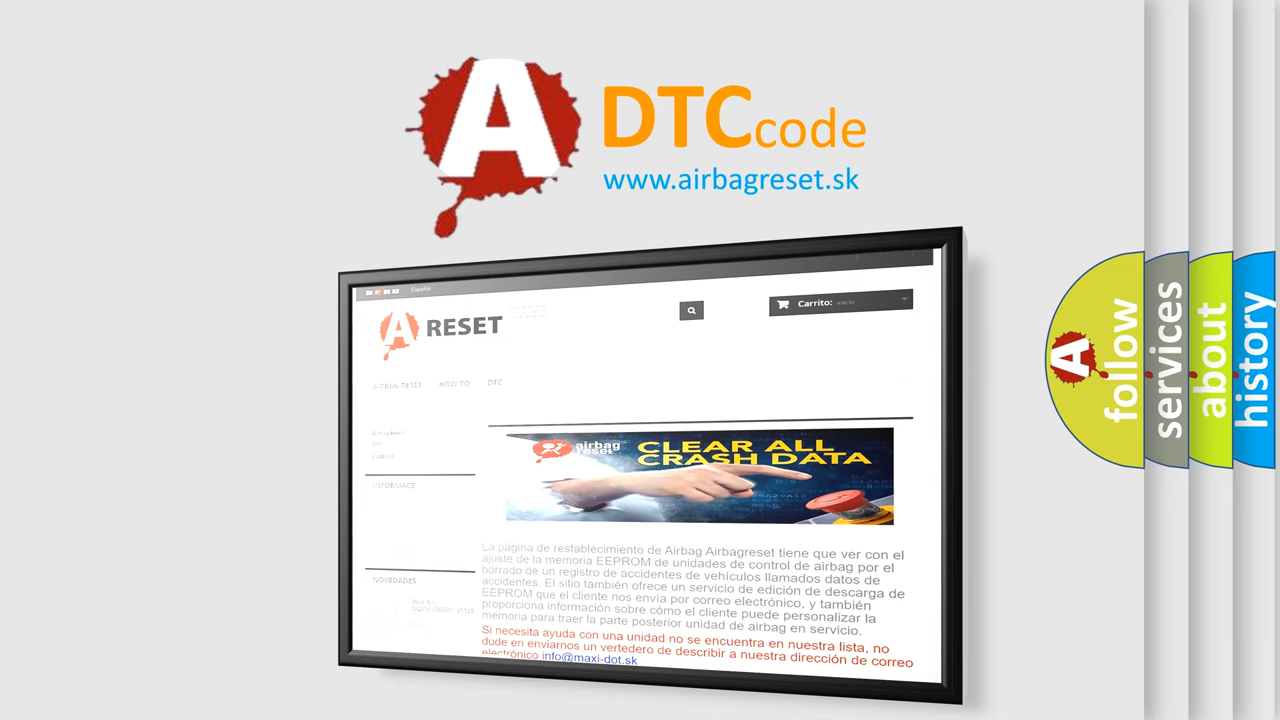 A DTCcode
www.airbagreset.sk
Español
Carrito: vacío
A RESET
AIRBAG RESET HOW TO DTC
INFORMACE
airbag
reset
CLEAR ALL
CRASH DATA
La página de restablecimiento de Airbag Airbagreset tiene que ver con el
ajuste de la memoria EEPROM de unidades de control de airbag por el
borrado de un registro de accidentes de vehículos llamados datos de
accidentes. El sitio también ofrece un servicio de edición de descarga de
EEPROM que el cliente nos envía por correo electrónico, y también
proporciona información sobre cómo el cliente puede personalizar la
memoria para traer la parte posterior unidad de airbag en servicio.
Si necesita ayuda con una unidad no se encuentra en nuestra lista, no
dude en enviarnos un vertedero de describir a nuestra dirección de correo
electrónico info@maxi-dot.sk
NOVEDADES
A
follow
services
about
history